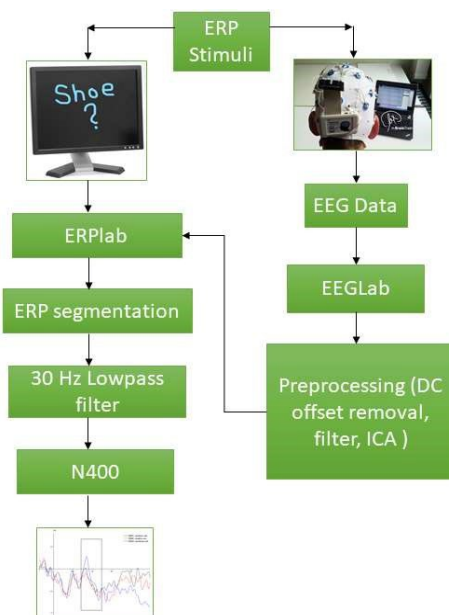 ERP
Stimuli
Shoe
?
ERPlab
EEG Data
ERP segmentation
EEGLab
30 Hz Lowpass
filter
Preprocessing (DC
offset removal,
filter, ICA )
N400